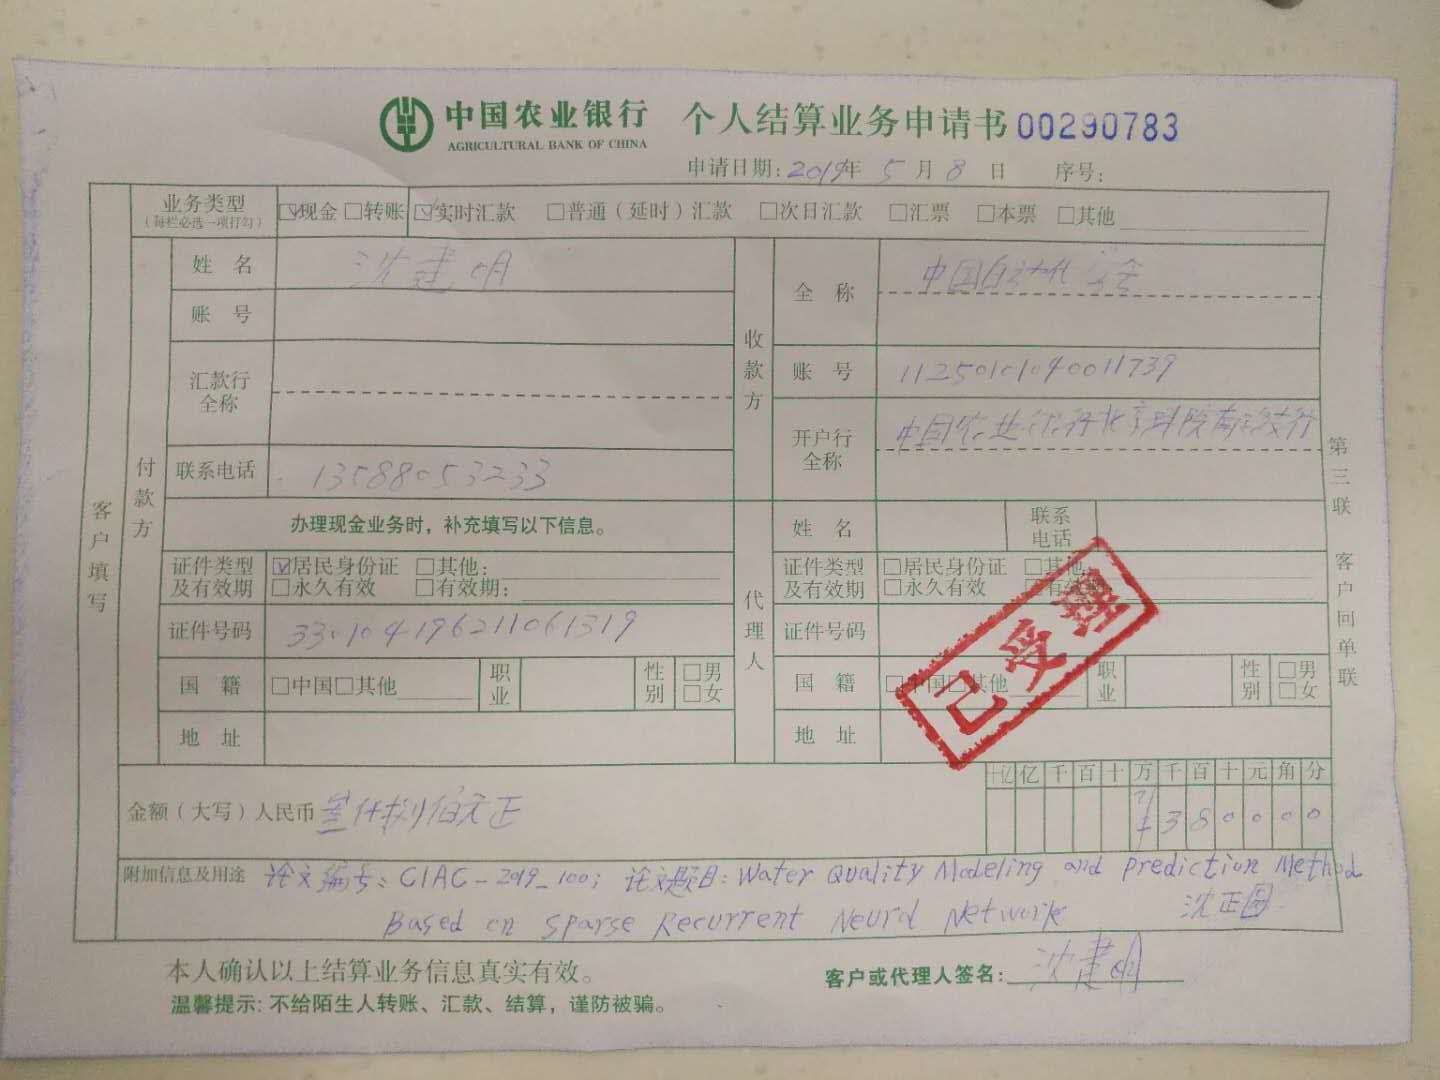 中国农业银行 个人结算业务申请书 00290783
AGRICULTURAL BANK OF CHINA
申请日期: 2019年 5 月 8 日 序号:
业务类型 (每栏必选一项打勾) ☑现金 □转账 ☑实时汇款 □普通(延时)汇款 □次日汇款 □汇票 □本票 □其他
客户填写
付款方
姓 名 沈建明
账 号
汇款行全称
联系电话 13588053233
办理现金业务时，补充填写以下信息。
证件类型及有效期 ☑居民身份证 □其他: □永久有效 □有效期:
证件号码 330104196211061319
国 籍 □中国□其他 职业 性别 □男 □女
地 址
收款方
全 称 中国自动化学会
账 号 11250101040011739
开户行全称 中国农业银行北京科院南路支行
代理人
姓 名 联系电话
证件类型及有效期 □居民身份证 □其他 □永久有效 □有效
证件号码
国 籍 □中国□其他 职业 性别 □男 □女
地 址
已受理
第三联 客户回单联
十亿 亿 千 百 十 万 千 百 十 元 角 分
金额(大写)人民币 叁仟捌佰元正 ¥ 3 8 0 0 0 0
附加信息及用途 论文编号: CIAC-2019-100; 论文题目: Water Quality Modeling and prediction Method
Based on Sparse Recurrent Neural Network 沈正
本人确认以上结算业务信息真实有效。 客户或代理人签名: 沈建明
温馨提示: 不给陌生人转账、汇款、结算，谨防被骗。